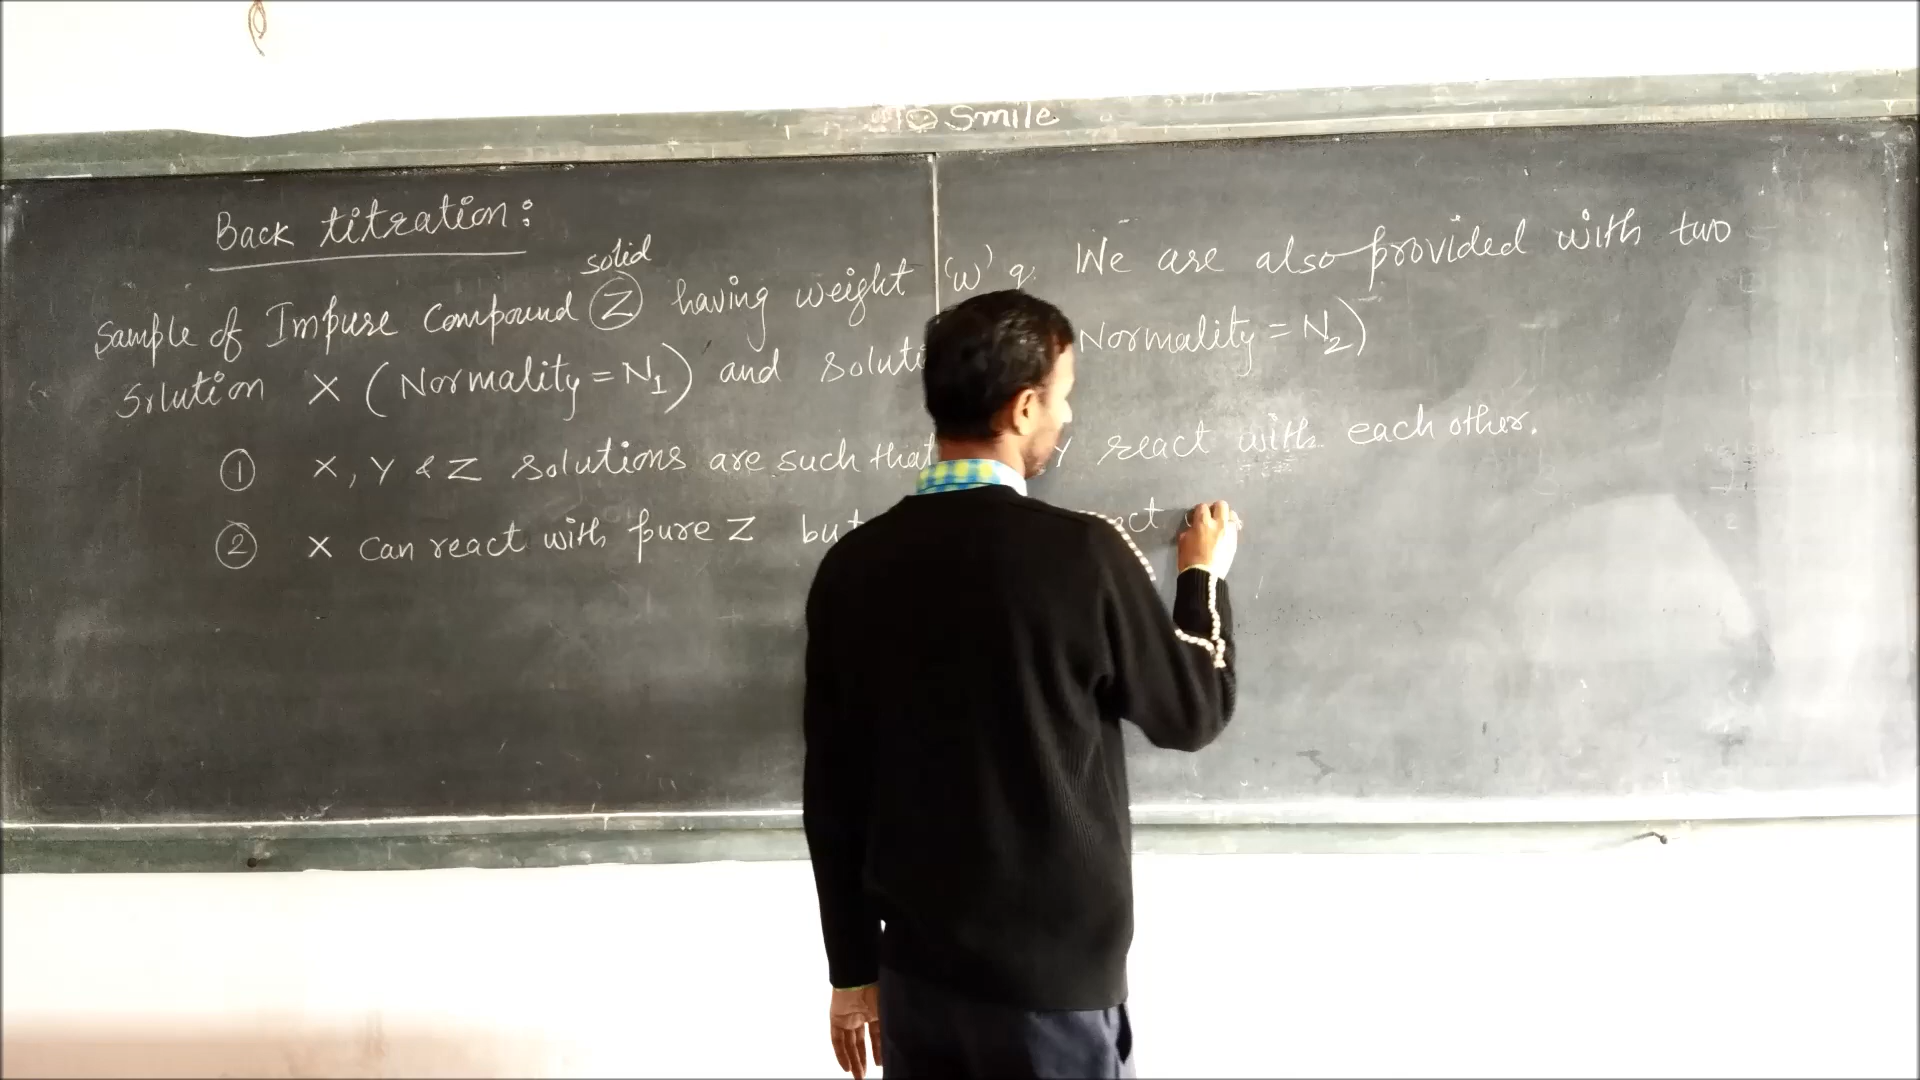 ☺ Smile
Back titration:
solid
Sample of Impure Compound Z having weight 'w' g. We are also provided with two
Solution X (Normality = N₁) and soluti Normality = N₂)
① X, Y & Z solutions are such that Y react with each other.
② X can react with pure Z but